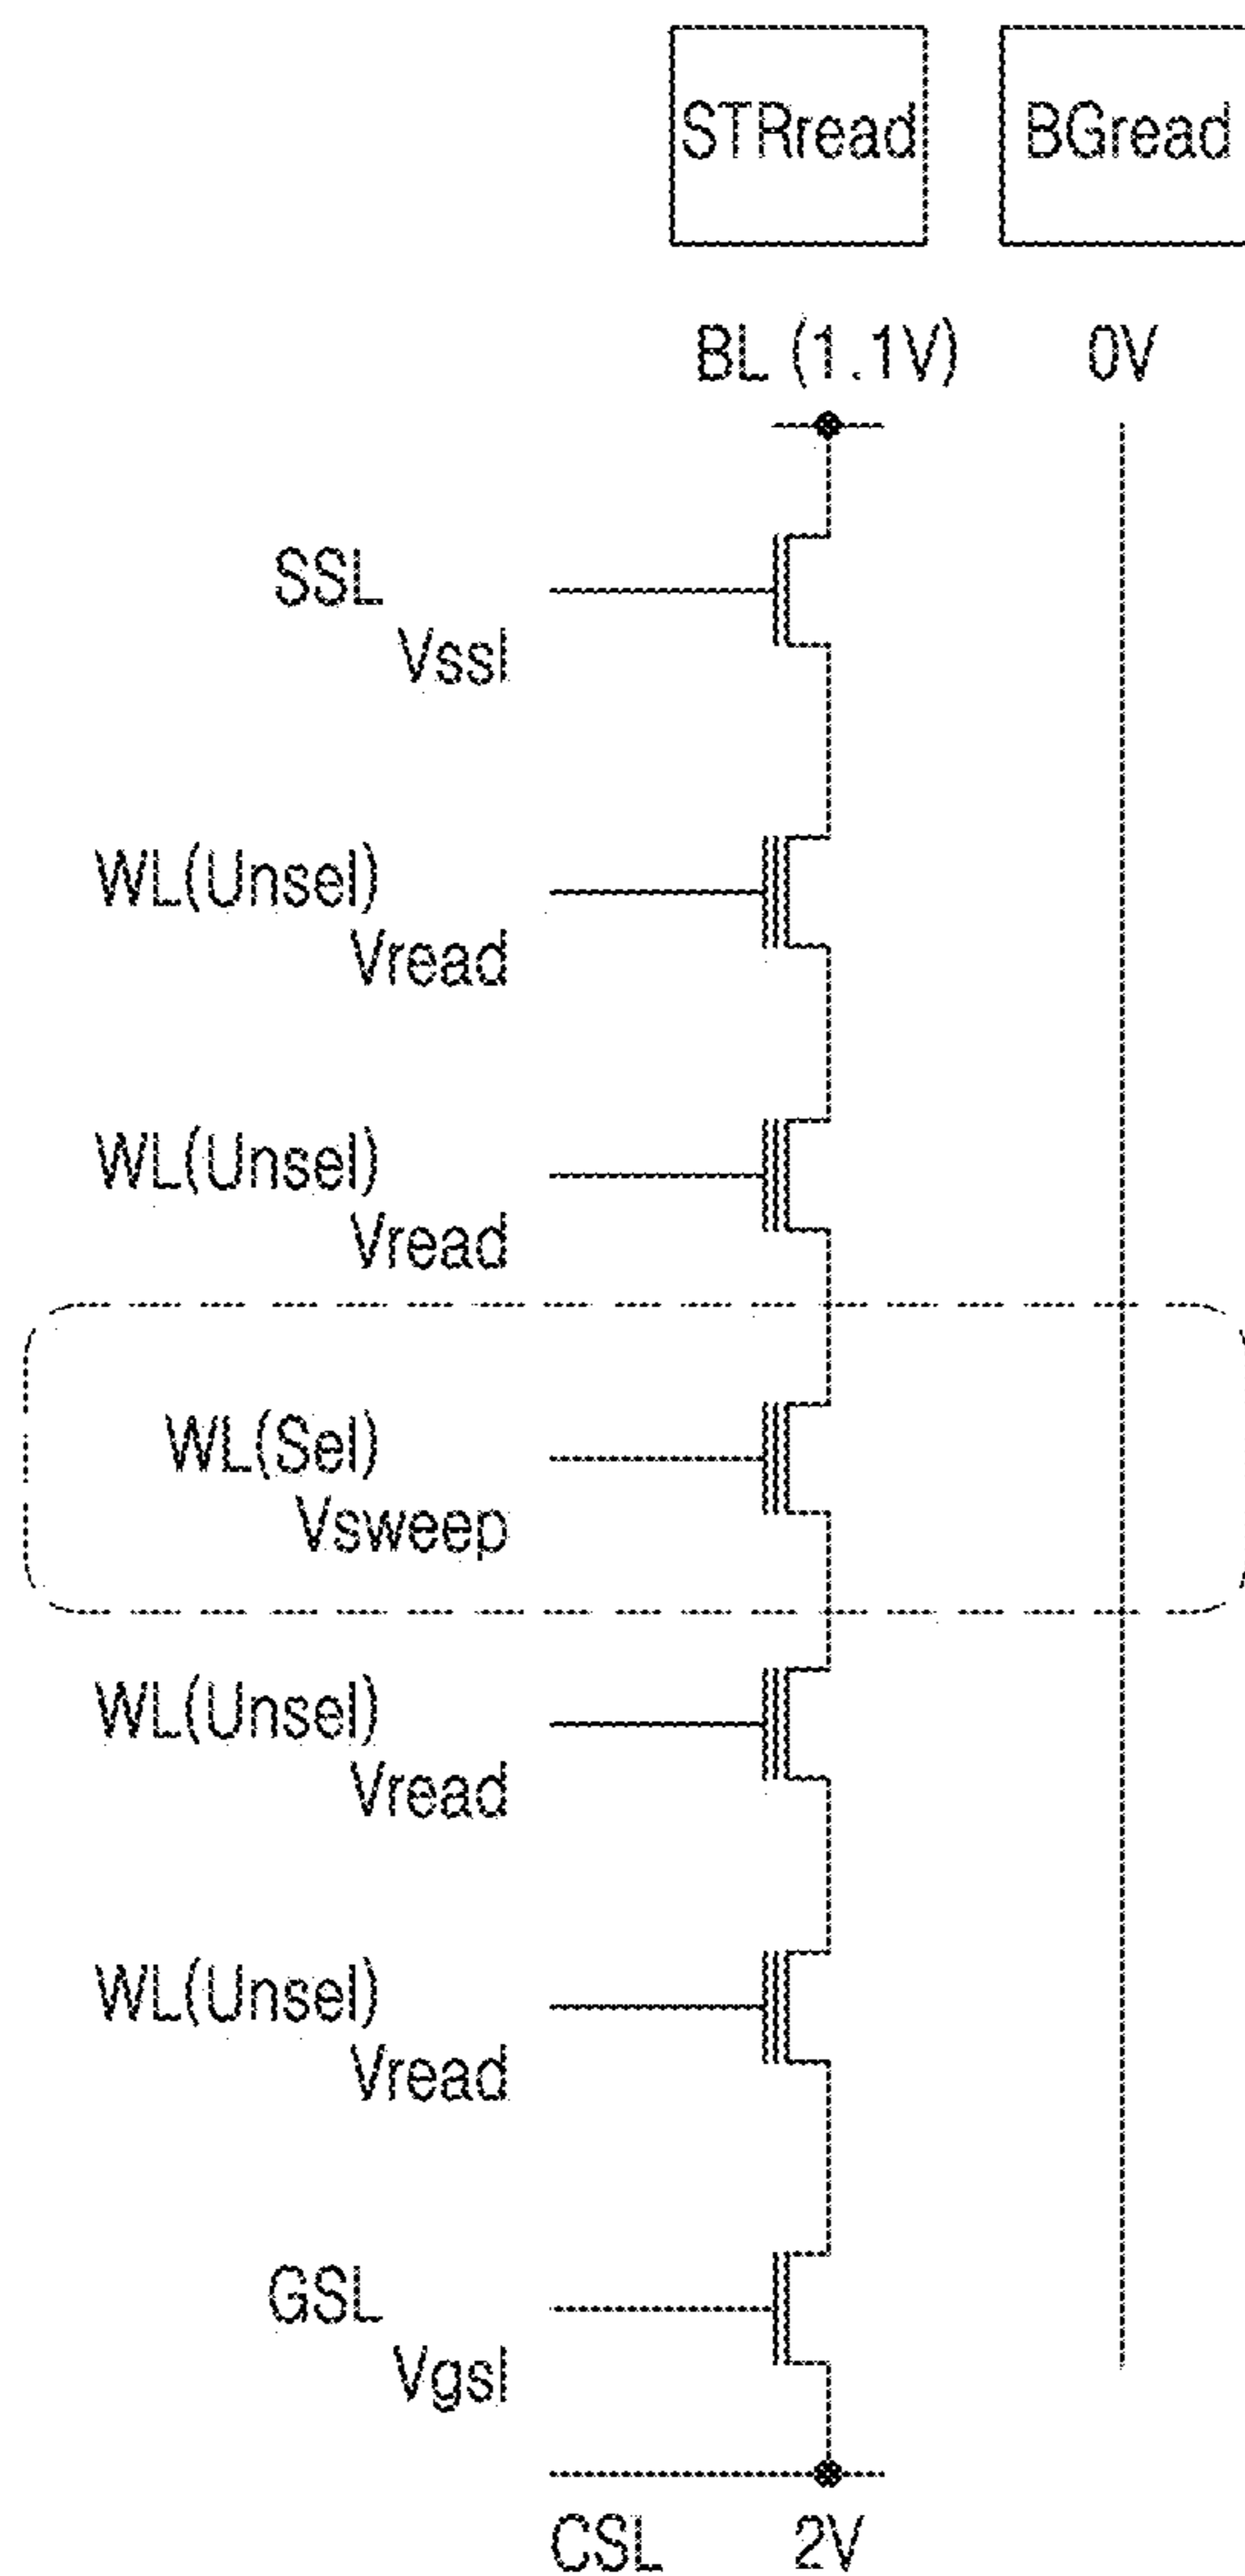 STRread BGread
BL (1.1V) 0V
SSL
Vssl
WL(Unsel)
Vread
WL(Unsel)
Vread
WL(Sel)
Vsweep
WL(Unsel)
Vread
WL(Unsel)
Vread
GSL
Vgsl
CSL 2V